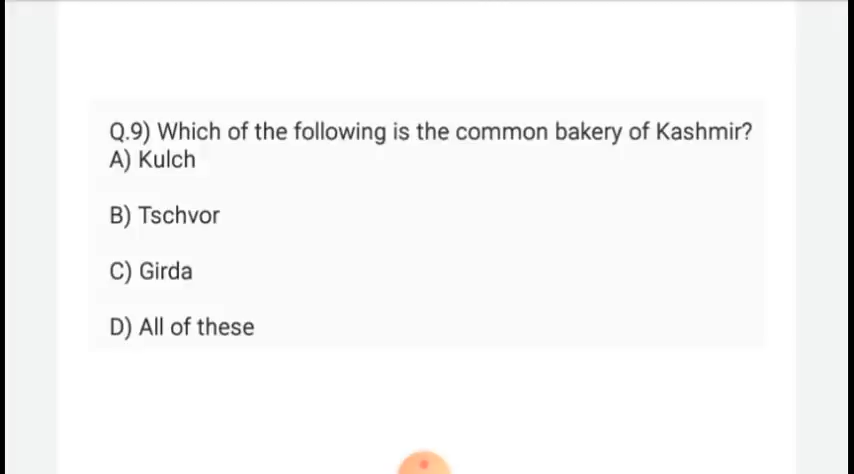 Q.9) Which of the following is the common bakery of Kashmir?
A) Kulch
B) Tschvor
C) Girda
D) All of these